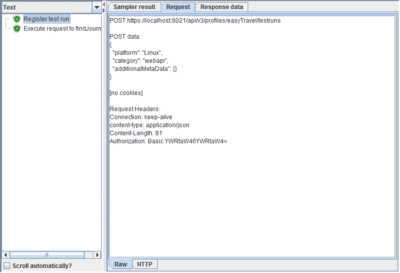 Text
Register test run
Execute request to findJourn
Scroll automatically?
Sampler result
Request
Response data
POST https://localhost:8021/api/v3/profiles/easyTravel/testruns
POST data:
{
"platform": "Linux",
"category": "webapi",
"additionalMetaData": {}
}
[no cookies]
Request Headers:
Connection: keep-alive
content-type: application/json
Content-Length: 81
Authorization: Basic YWRtaW46YWRtaW4=
Raw
HTTP